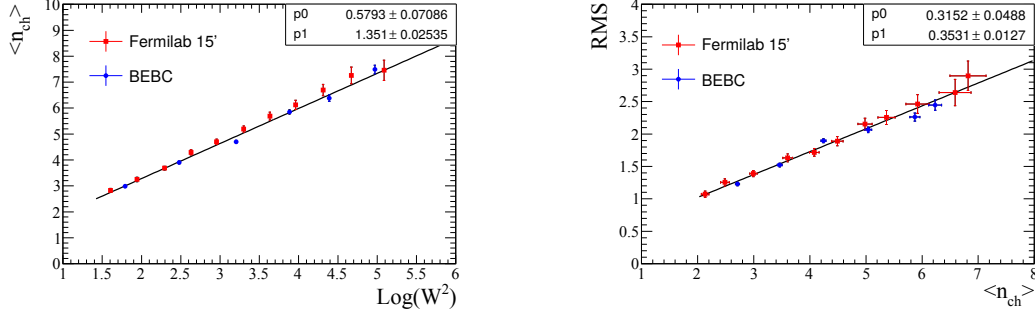 <n_ch>
10
9
8
7
6
5
4
3
2
1
0
1 1.5 2 2.5 3 3.5 4 4.5 5 5.5 6
Log(W²)
p0 0.5793 ± 0.07086
p1 1.351 ± 0.02535
Fermilab 15'
BEBC
RMS
4
3.5
3
2.5
2
1.5
1
0.5
0
1 2 3 4 5 6 7 8
<n_ch>
p0 0.3152 ± 0.0488
p1 0.3531 ± 0.0127
Fermilab 15'
BEBC